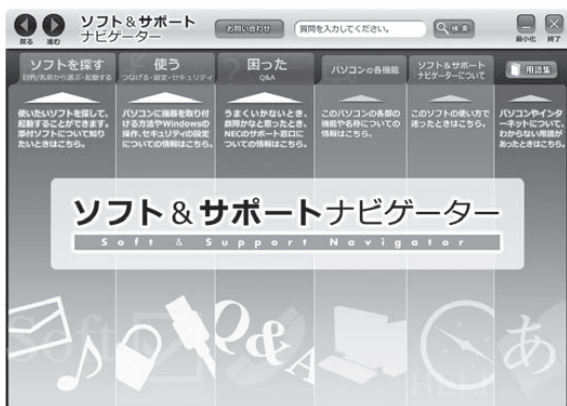 戻る
進む
ソフト&サポート
ナビゲーター
お問い合わせ
質問を入力してください。
検索
最小化
終了
ソフトを探す
目的/名前から選ぶ・起動する
使う
つなげる・設定・セキュリティ
困った
Q&A
パソコンの各機能
ソフト&サポート
ナビゲーターについて
用語集
使いたいソフトを探して、
起動することができます。
添付ソフトについて知り
たいときはこちら。
パソコンに機器を取り付
ける方法やWindowsの
操作、セキュリティの設定
についての情報はこちら。
うまくいかないとき、
故障かなと思ったとき、
NECのサポート窓口に
ついての情報はこちら。
このパソコンの各部の
機能や名称についての
情報はこちら。
このソフトの使い方で
迷ったときはこちら。
パソコンやインタ
ーネットについて、
わからない用語が
あったときはこちら。
ソフト&サポートナビゲーター
Soft & Support Navigator
Soft
Q&A
HELP
あ